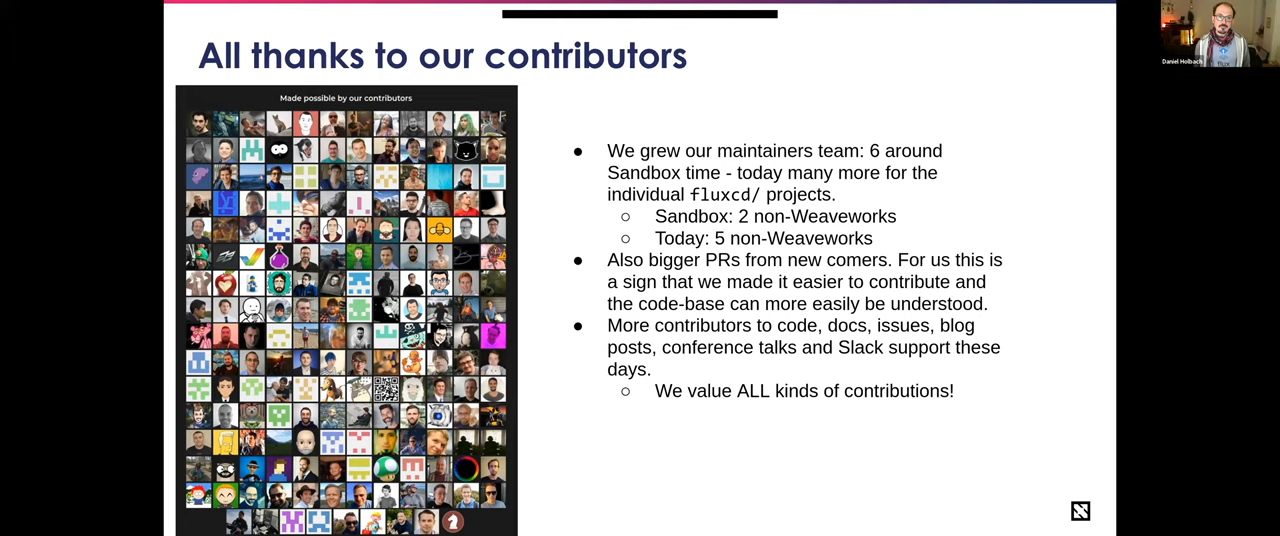 All thanks to our contributors
Made possible by our contributors
● We grew our maintainers team: 6 around
Sandbox time - today many more for the
individual fluxcd/ projects.
○ Sandbox: 2 non-Weaveworks
○ Today: 5 non-Weaveworks
● Also bigger PRs from new comers. For us this is
a sign that we made it easier to contribute and
the code-base can more easily be understood.
● More contributors to code, docs, issues, blog
posts, conference talks and Slack support these
days.
○ We value ALL kinds of contributions!
Daniel Holbach
flux